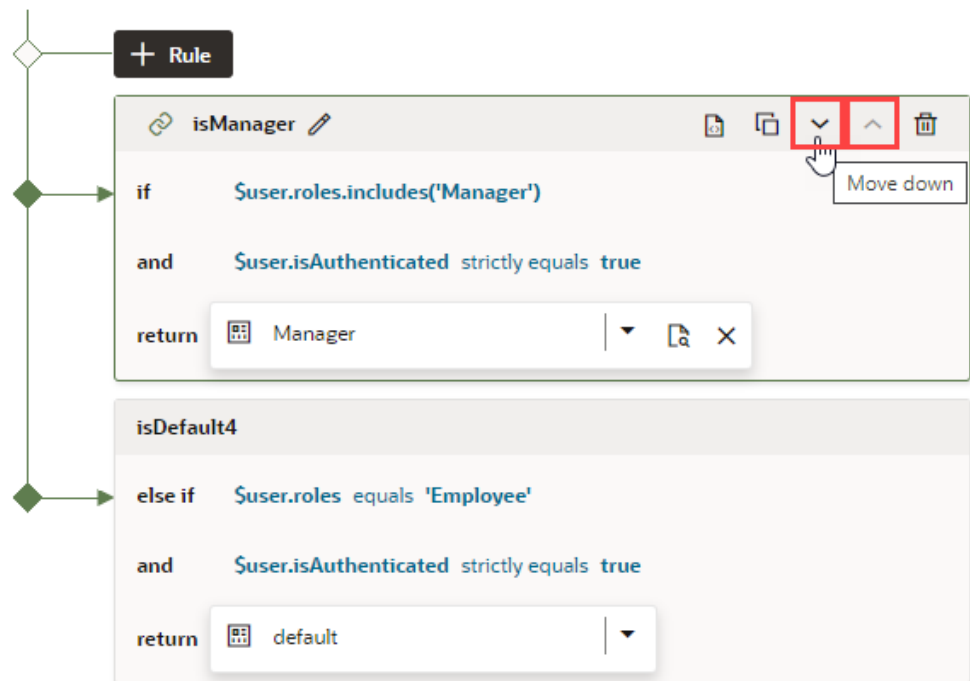 + Rule
isManager
Move down
if $user.roles.includes('Manager')
and $user.isAuthenticated strictly equals true
return Manager
isDefault4
else if $user.roles equals 'Employee'
and $user.isAuthenticated strictly equals true
return default